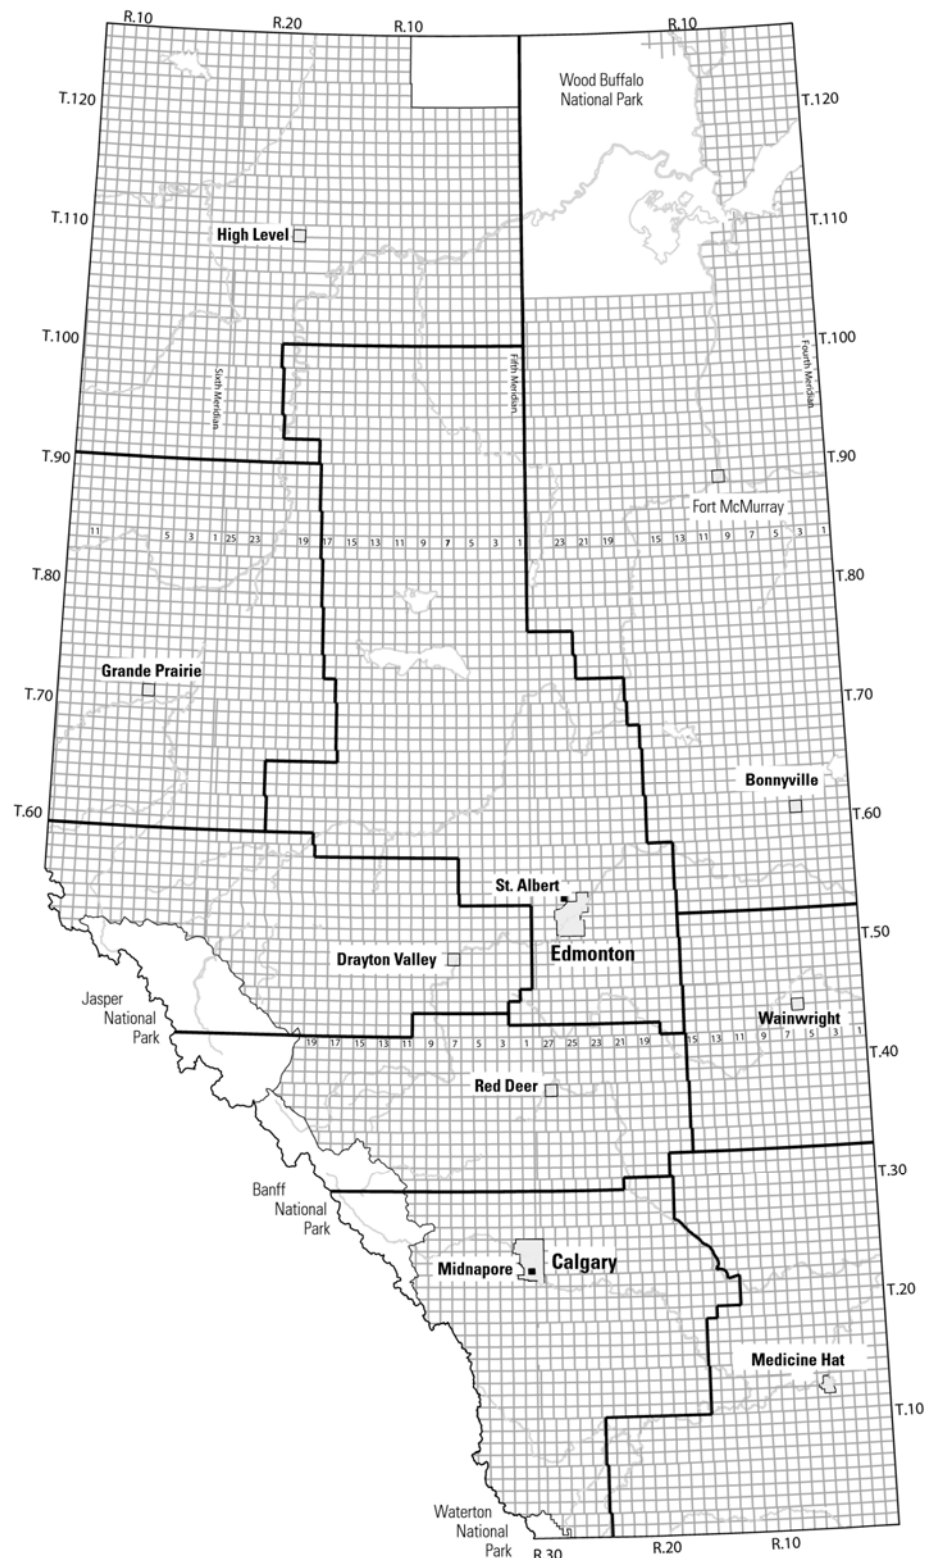 R.10
R.20
R.10
R.10
Wood Buffalo
National Park
T.120
T.120
T.110
T.110
High Level
T.100
T.100
Sixth Meridian
Fifth Meridian
Fourth Meridian
T.90
T.90
Fort McMurray
11 5 3 1 25 23 19 17 15 13 11 9 7 5 3 1 23 21 19 15 13 11 9 7 5 3 1
T.80
T.80
Grande Prairie
T.70
T.70
Bonnyville
T.60
T.60
St. Albert
Edmonton
T.50
Drayton Valley
Jasper
National
Park
Wainwright
19 17 15 13 11 9 7 5 3 1 27 25 23 21 19 15 13 11 9 7 5 3 1
T.40
Red Deer
T.30
Banff
National
Park
Midnapore
Calgary
T.20
Medicine Hat
T.10
Waterton
National
Park
R.30
R.20
R.10